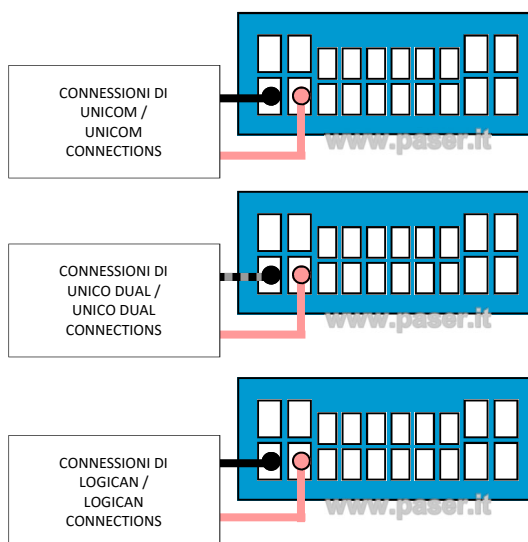 CONNESSIONI DI
UNICOM /
UNICOM
CONNECTIONS
www.paser.it
CONNESSIONI DI
UNICO DUAL /
UNICO DUAL
CONNECTIONS
www.paser.it
CONNESSIONI DI
LOGICAN /
LOGICAN
CONNECTIONS
www.paser.it